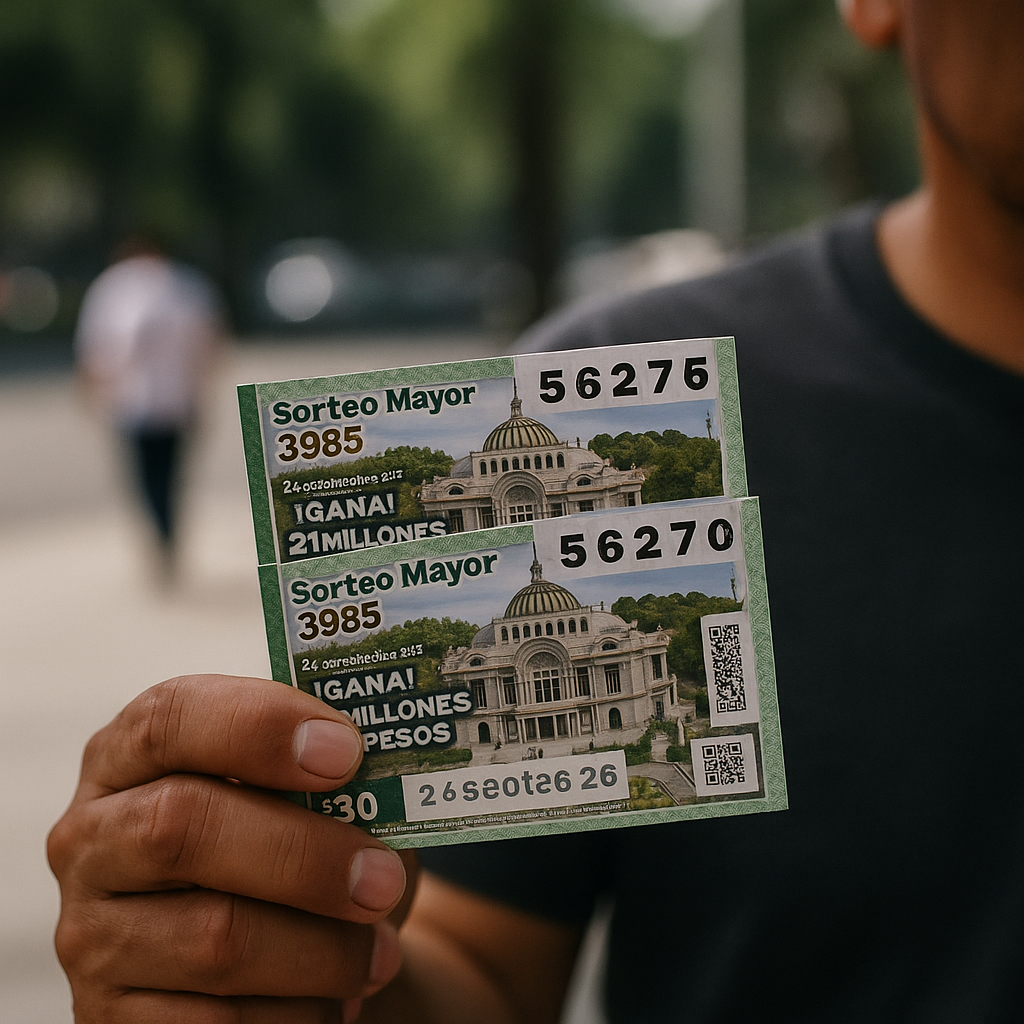 56275
Sorteo Mayor
3985
¡GANA!
21MILLONES
56270
Sorteo Mayor
3985
¡GANA!
MILLONES
PESOS
$30